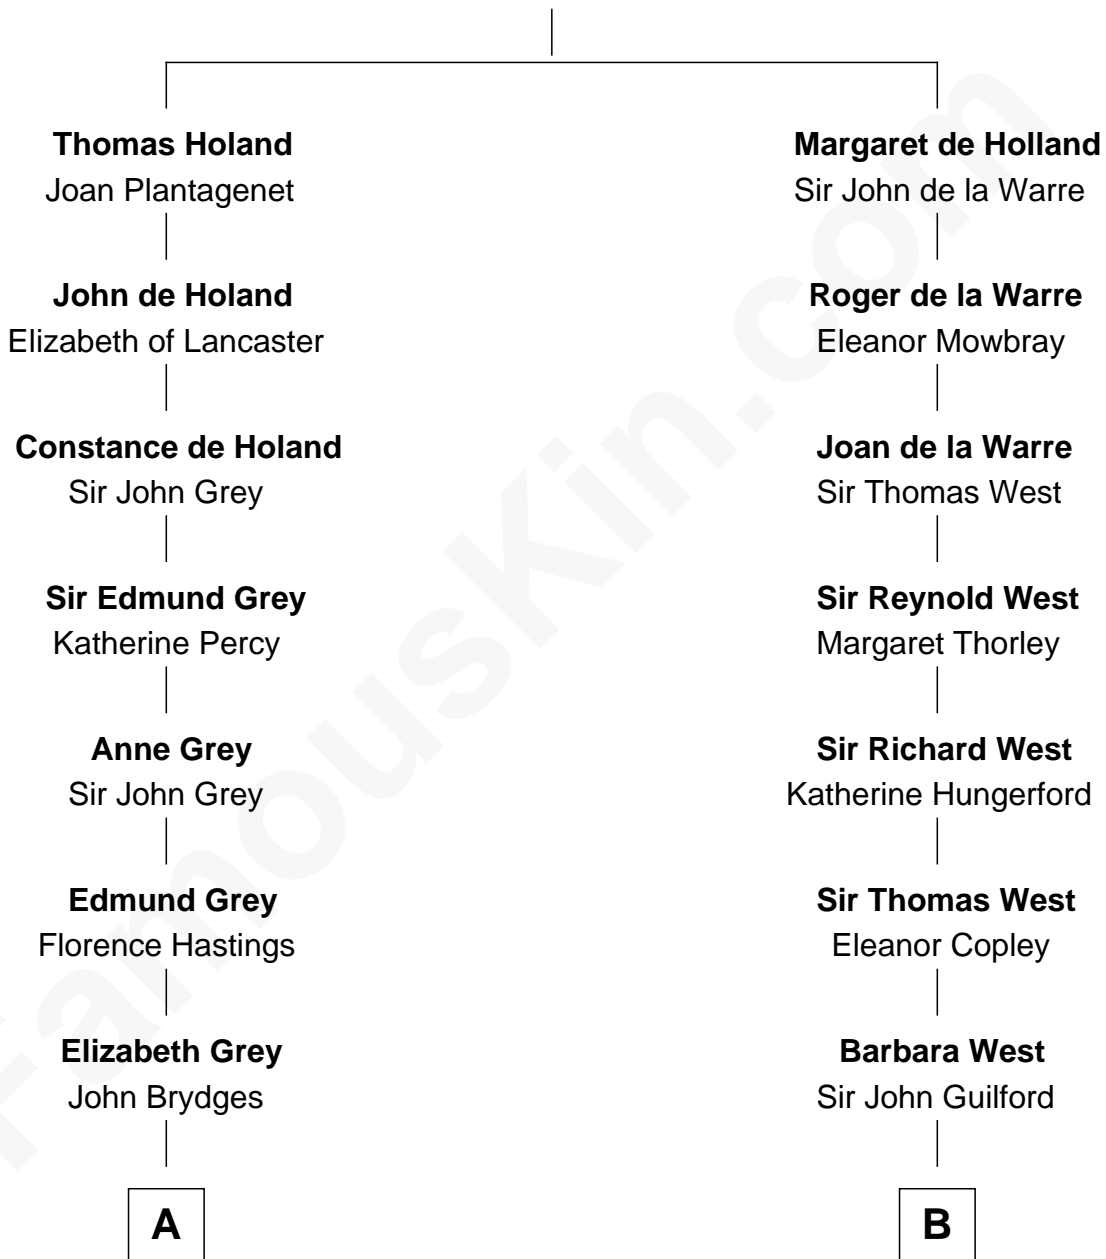 Thomas Holand
Joan Plantagenet
John de Holand
Elizabeth of Lancaster
Constance de Holand
Sir John Grey
Sir Edmund Grey
Katherine Percy
Anne Grey
Sir John Grey
Edmund Grey
Florence Hastings
Elizabeth Grey
John Brydges
A
Margaret de Holland
Sir John de la Warre
Roger de la Warre
Eleanor Mowbray
Joan de la Warre
Sir Thomas West
Sir Reynold West
Margaret Thorley
Sir Richard West
Katherine Hungerford
Sir Thomas West
Eleanor Copley
Barbara West
Sir John Guilford
B
FamousKin.com